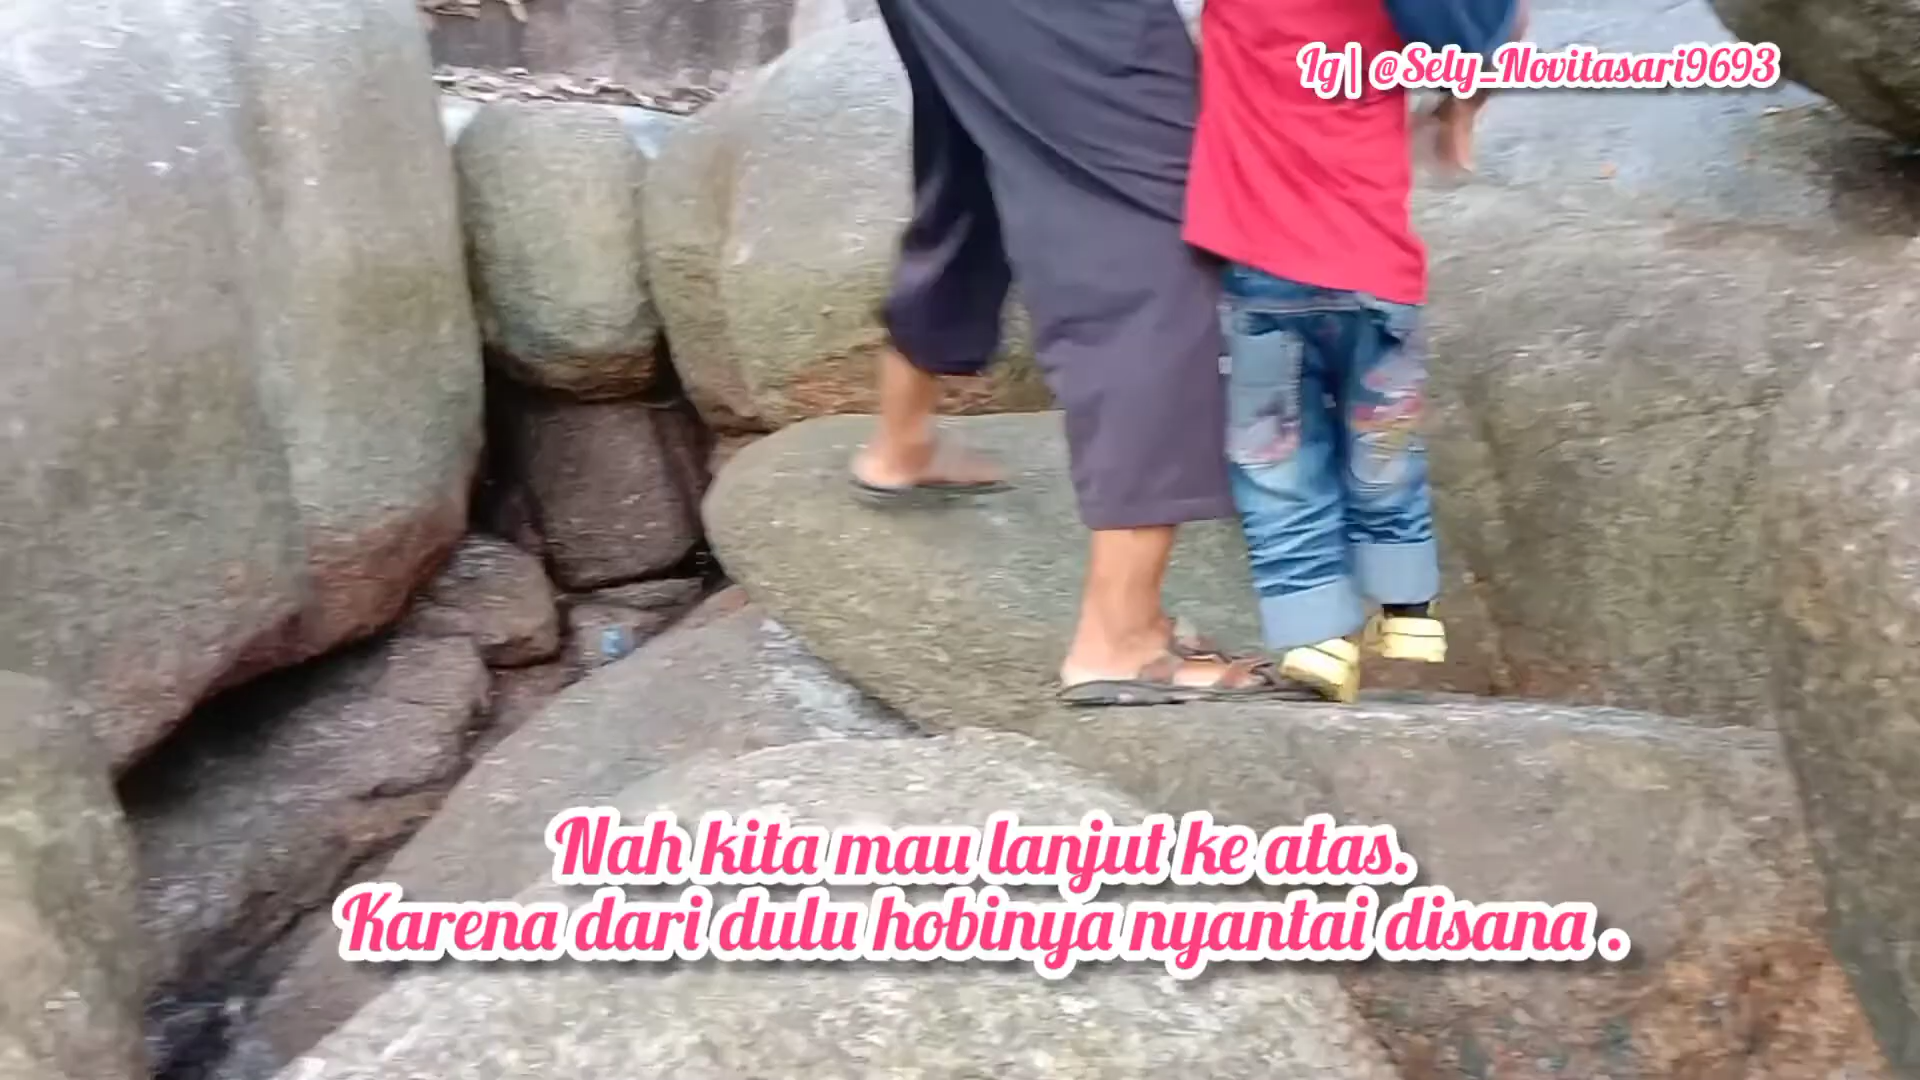 Ig| @Sely_Novitasari9693
Nah kita mau lanjut ke atas.
Karena dari dulu hobinya nyantai disana .